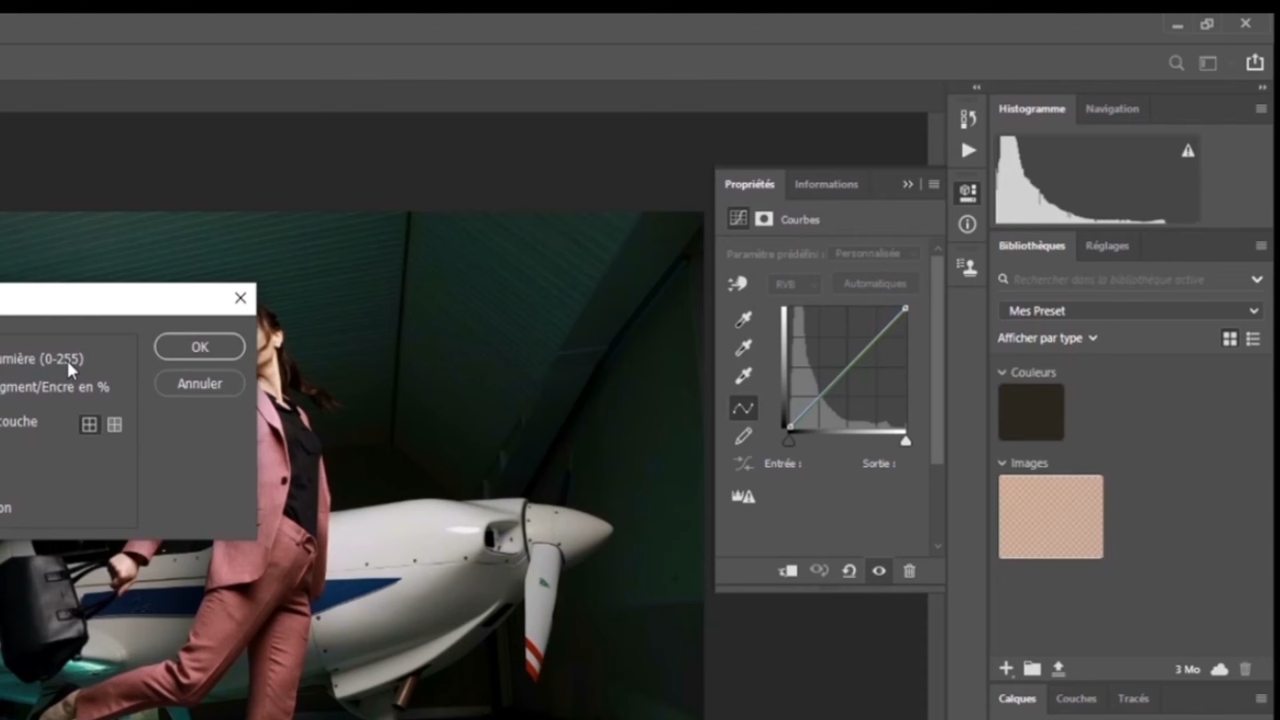 Histogramme Navigation
Propriétés Informations
Courbes
Paramètre prédéfini : Personnalisée
RVB Automatiques
Entrée : Sortie :
umière (0-255)
gment/Encre en %
couche
on
OK
Annuler
Bibliothèques Réglages
Rechercher dans la bibliothèque active
Mes Preset
Afficher par type
Couleurs
Images
3 Mo
Calques Couches Tracés